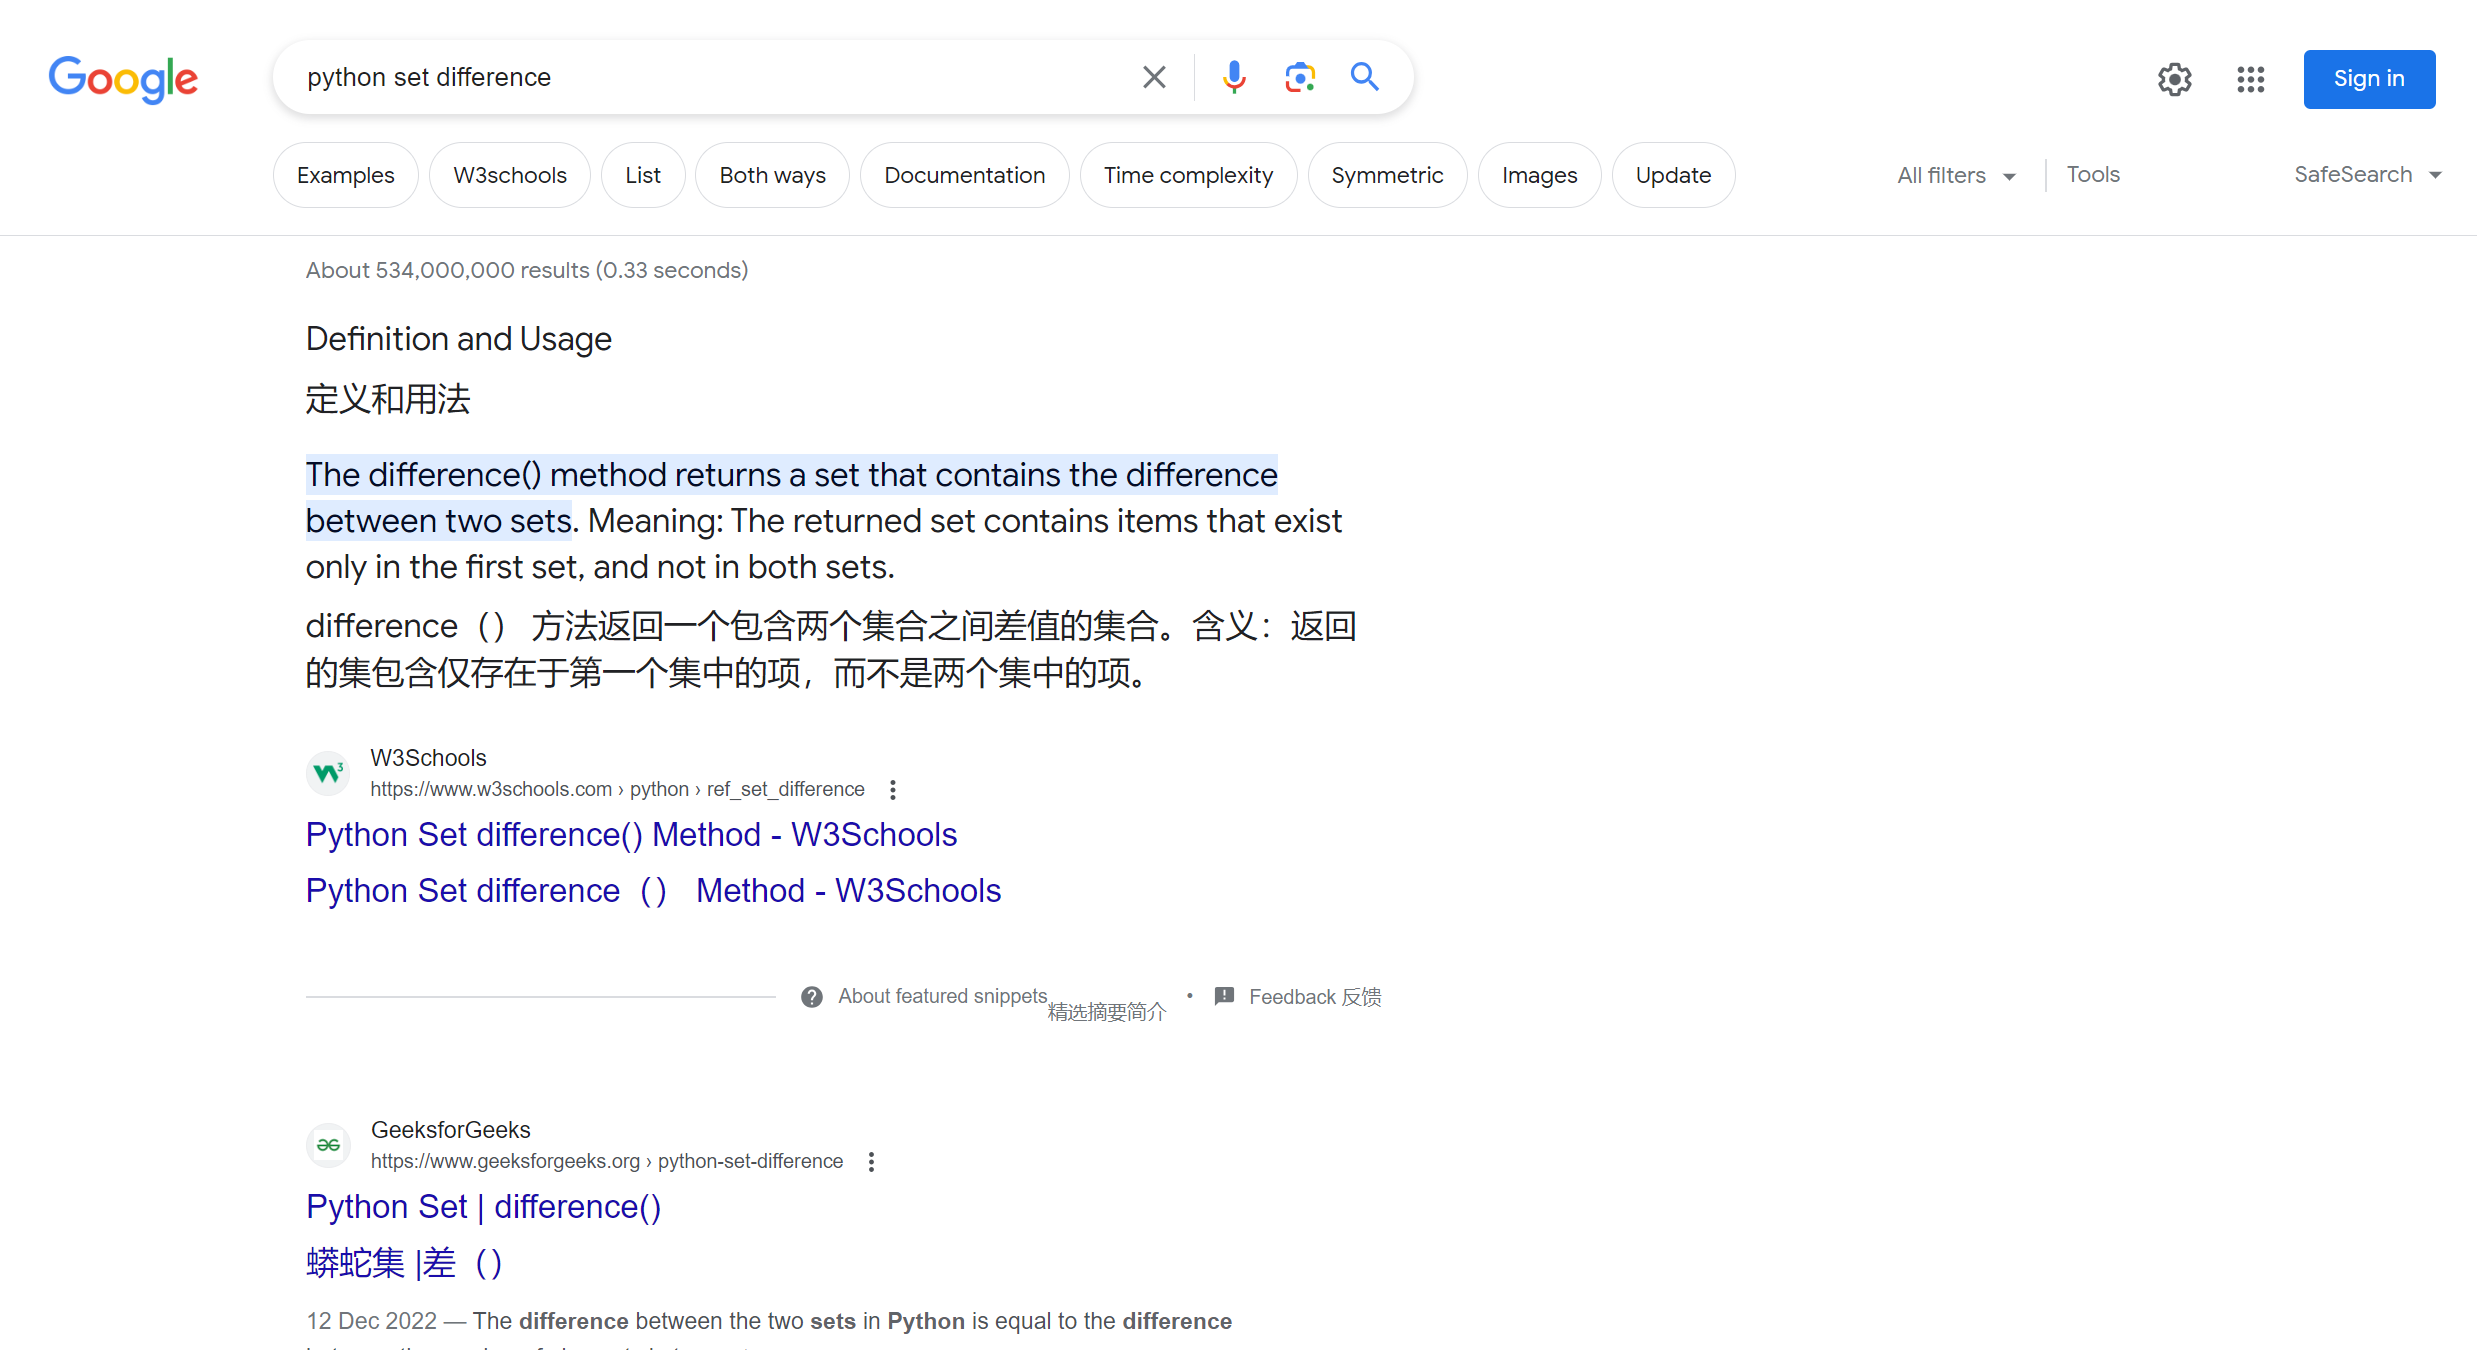 Google
python set difference
Sign in
Examples
W3schools
List
Both ways
Documentation
Time complexity
Symmetric
Images
Update
All filters
Tools
SafeSearch
About 534,000,000 results (0.33 seconds)
Definition and Usage
定义和用法
The difference() method returns a set that contains the difference
between two sets. Meaning: The returned set contains items that exist
only in the first set, and not in both sets.
difference（） 方法返回一个包含两个集合之间差值的集合。含义：返回
的集包含仅存在于第一个集中的项，而不是两个集中的项。
W3Schools
https://www.w3schools.com › python › ref_set_difference
Python Set difference() Method - W3Schools
Python Set difference（） Method - W3Schools
About featured snippets
精选摘要简介
•
Feedback 反馈
GeeksforGeeks
https://www.geeksforgeeks.org › python-set-difference
Python Set | difference()
蟒蛇集 |差（）
12 Dec 2022 — The difference between the two sets in Python is equal to the difference